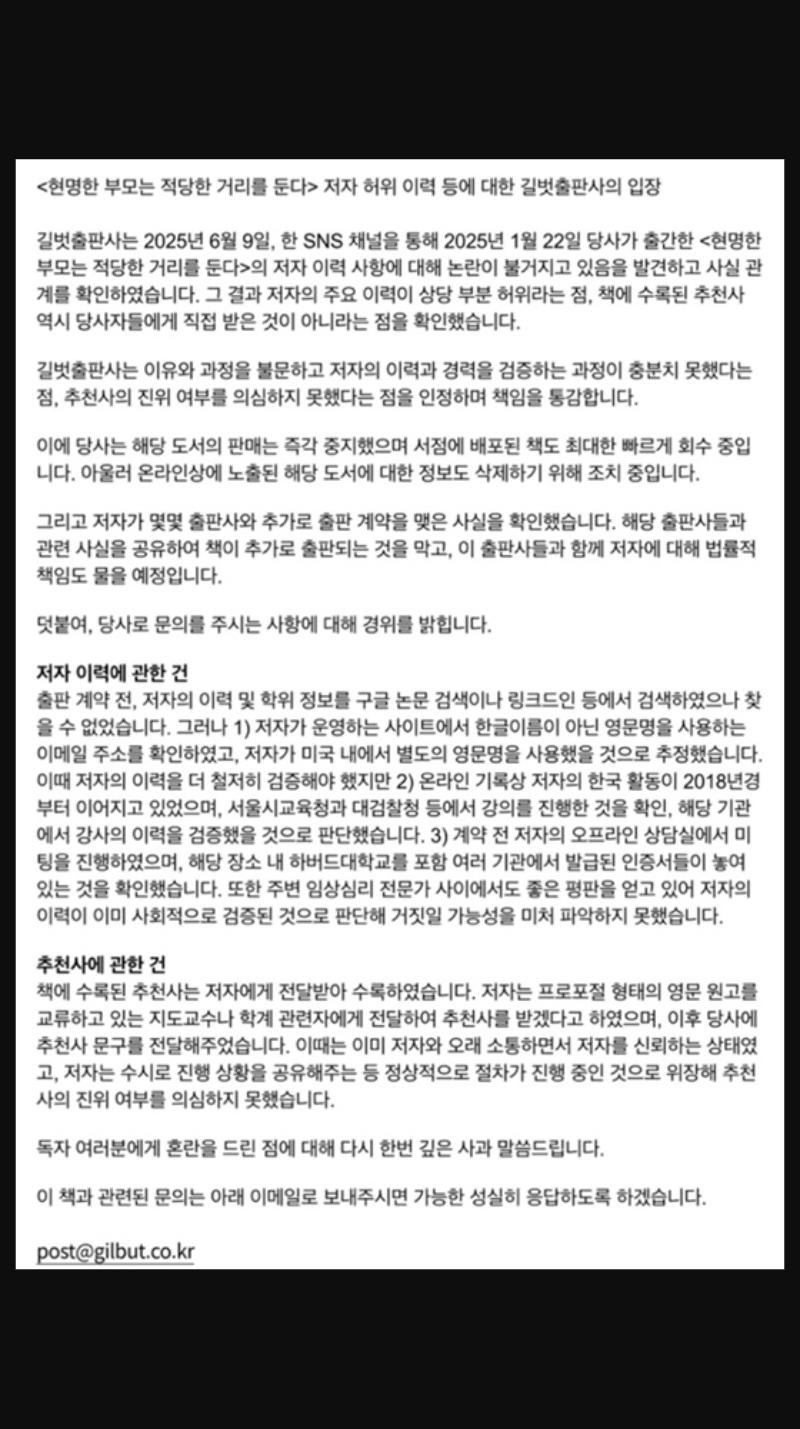 <현명한 부모는 적당한 거리를 둔다> 저자 허위 이력 등에 대한 길벗출판사의 입장
길벗출판사는 2025년 6월 9일, 한 SNS 채널을 통해 2025년 1월 22일 당사가 출간한 <현명한
부모는 적당한 거리를 둔다>의 저자 이력 사항에 대해 논란이 불거지고 있음을 발견하고 사실 관
계를 확인하였습니다. 그 결과 저자의 주요 이력이 상당 부분 허위라는 점, 책에 수록된 추천사
역시 당사자들에게 직접 받은 것이 아니라는 점을 확인했습니다.
길벗출판사는 이유와 과정을 불문하고 저자의 이력과 경력을 검증하는 과정이 충분치 못했다는
점, 추천사의 진위 여부를 의심하지 못했다는 점을 인정하며 책임을 통감합니다.
이에 당사는 해당 도서의 판매는 즉각 중지했으며 서점에 배포된 책도 최대한 빠르게 회수 중입
니다. 아울러 온라인상에 노출된 해당 도서에 대한 정보도 삭제하기 위해 조치 중입니다.
그리고 저자가 몇몇 출판사와 추가로 출판 계약을 맺은 사실을 확인했습니다. 해당 출판사들과
관련 사실을 공유하여 책이 추가로 출판되는 것을 막고, 이 출판사들과 함께 저자에 대해 법률적
책임도 물을 예정입니다.
덧붙여, 당사로 문의를 주시는 사항에 대해 경위를 밝힙니다.
저자 이력에 관한 건
출판 계약 전, 저자의 이력 및 학위 정보를 구글 논문 검색이나 링크드인 등에서 검색하였으나 찾
을 수 없었습니다. 그러나 1) 저자가 운영하는 사이트에서 한글이름이 아닌 영문명을 사용하는
이메일 주소를 확인하였고, 저자가 미국 내에서 별도의 영문명을 사용했을 것으로 추정했습니다.
이때 저자의 이력을 더 철저히 검증해야 했지만 2) 온라인 기록상 저자의 한국 활동이 2018년경
부터 이어지고 있었으며, 서울시교육청과 대검찰청 등에서 강의를 진행한 것을 확인, 해당 기관
에서 강사의 이력을 검증했을 것으로 판단했습니다. 3) 계약 전 저자의 오프라인 상담실에서 미
팅을 진행하였으며, 해당 장소 내 하버드대학교를 포함 여러 기관에서 발급된 인증서들이 놓여
있는 것을 확인했습니다. 또한 주변 임상심리 전문가 사이에서도 좋은 평판을 얻고 있어 저자의
이력이 이미 사회적으로 검증된 것으로 판단해 거짓일 가능성을 미처 파악하지 못했습니다.
추천사에 관한 건
책에 수록된 추천사는 저자에게 전달받아 수록하였습니다. 저자는 프로포절 형태의 영문 원고를
교류하고 있는 지도교수나 학계 관련자에게 전달하여 추천사를 받겠다고 하였으며, 이후 당사에
추천사 문구를 전달해주었습니다. 이때는 이미 저자와 오래 소통하면서 저자를 신뢰하는 상태였
고, 저자는 수시로 진행 상황을 공유해주는 등 정상적으로 절차가 진행 중인 것으로 위장해 추천
사의 진위 여부를 의심하지 못했습니다.
독자 여러분에게 혼란을 드린 점에 대해 다시 한번 깊은 사과 말씀드립니다.
이 책과 관련된 문의는 아래 이메일로 보내주시면 가능한 성실히 응답하도록 하겠습니다.
post@gilbut.co.kr